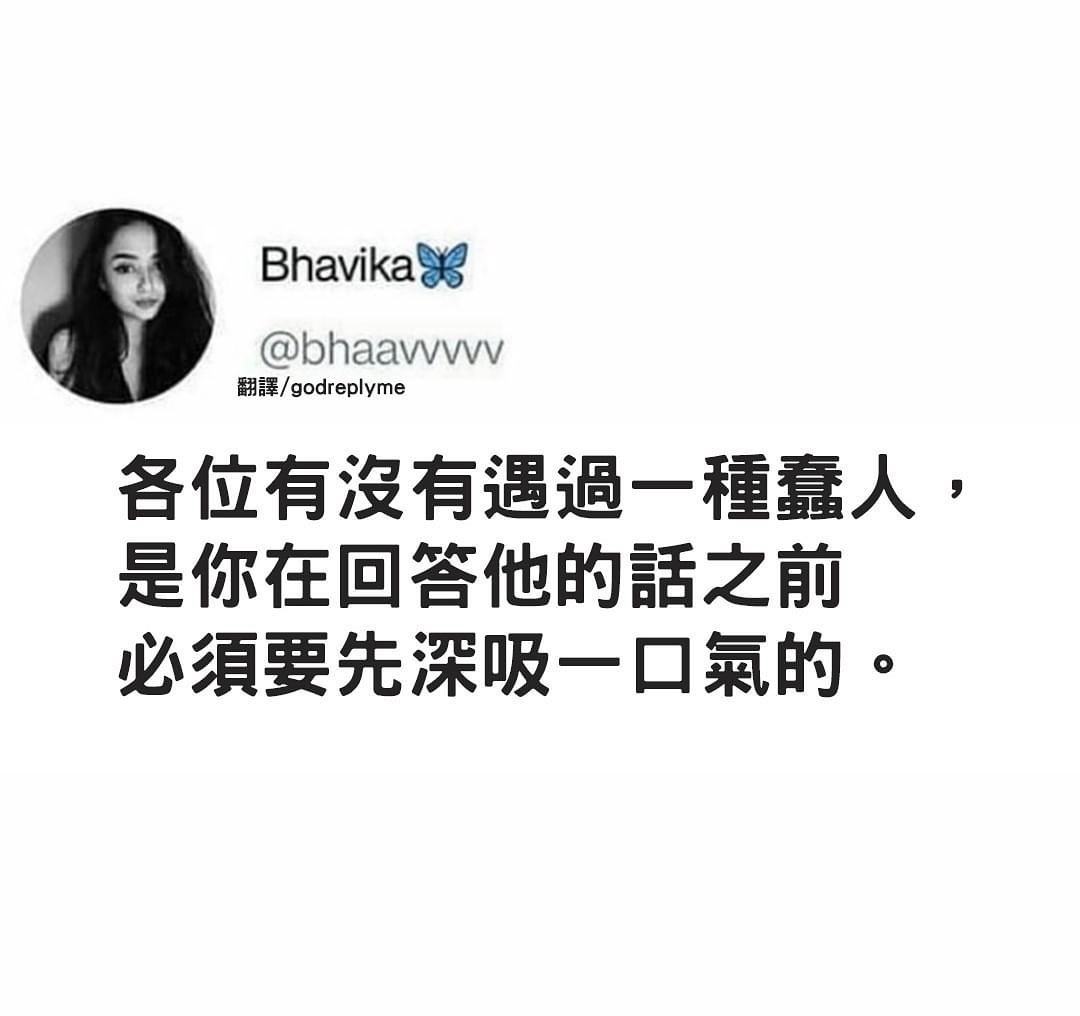 Bhavika🦋
@bhaavvvvv
翻譯/godreplyme
各位有沒有遇過一種蠢人，
是你在回答他的話之前
必須要先深吸一口氣的。